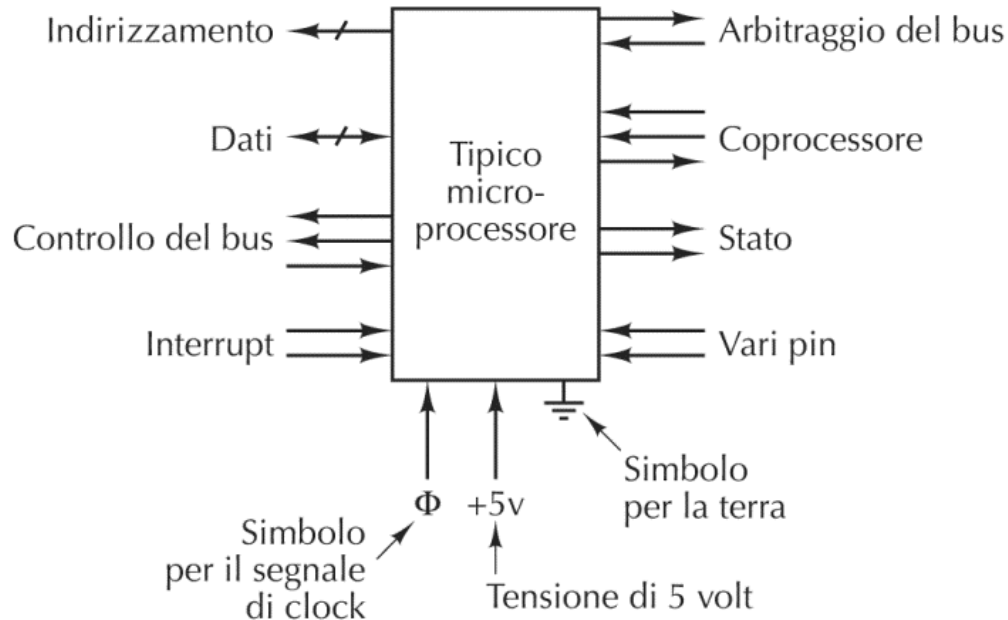 Indirizzamento
Arbitraggio del bus
Dati
Tipico
micro-
processore
Coprocessore
Controllo del bus
Stato
Interrupt
Vari pin
Φ +5v
Simbolo
per la terra
Simbolo
per il segnale
di clock
Tensione di 5 volt